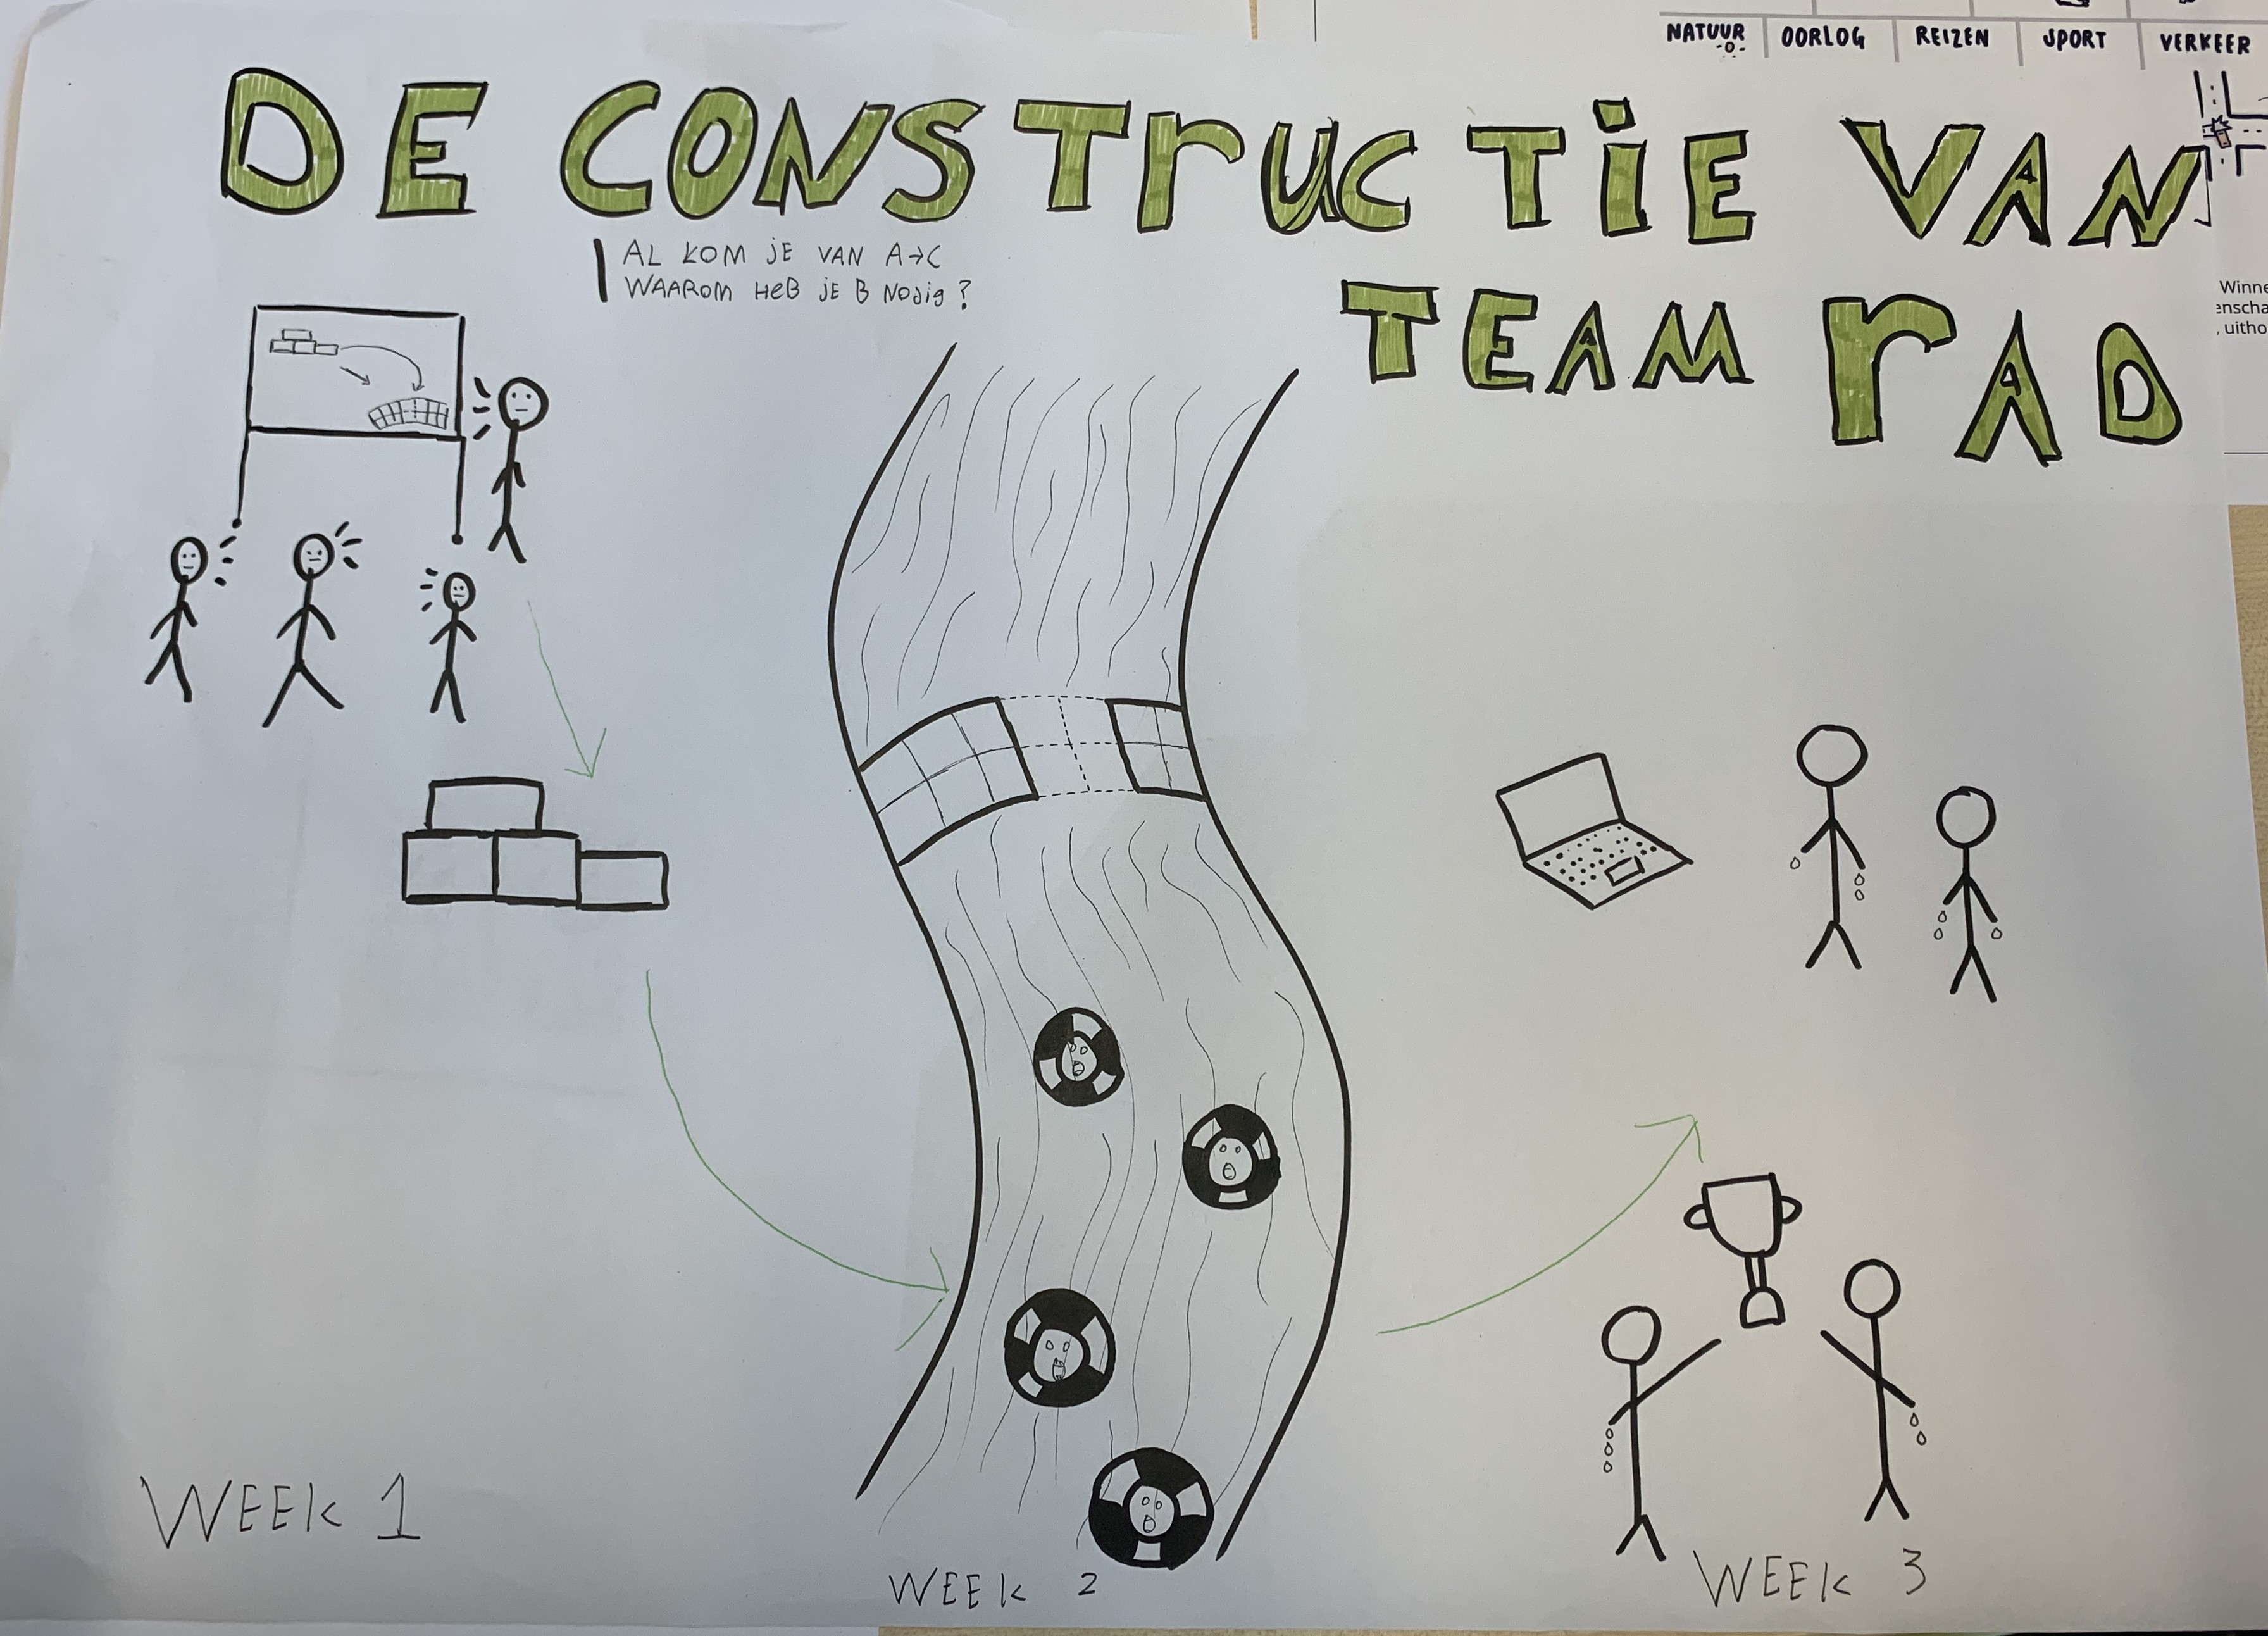 NATUUR OORLOG REIZEN SPORT VERKEER
DE CONSTRUCTIE VAN
TEAM RAD
AL KOM JE VAN A→C
WAAROM HEB JE B NODIG?
Winne
enscha
, uitho
WEEK 1
WEEK 2
WEEK 3